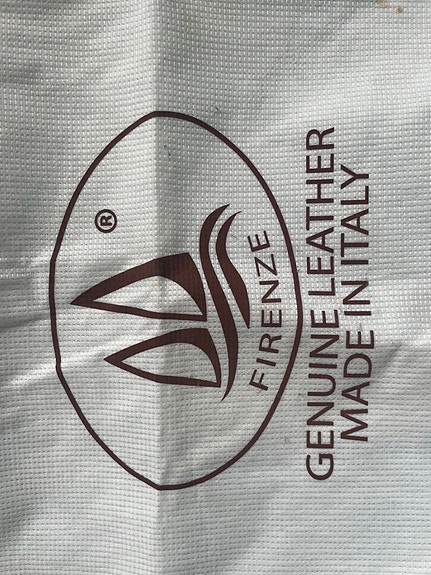 ®
FIRENZE
GENUINE LEATHER
MADE IN ITALY